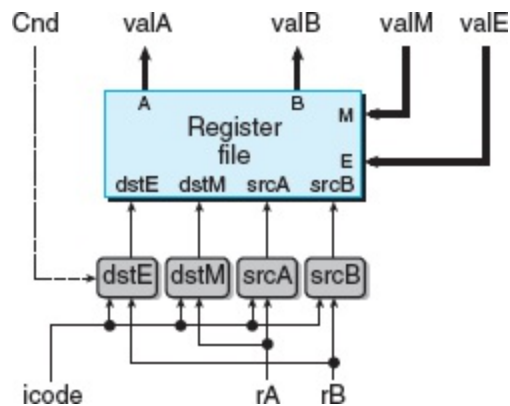 Cnd valA valB valM valE
A B M
Register
file
E
dstE dstM srcA srcB
dstE dstM srcA srcB
icode rA rB